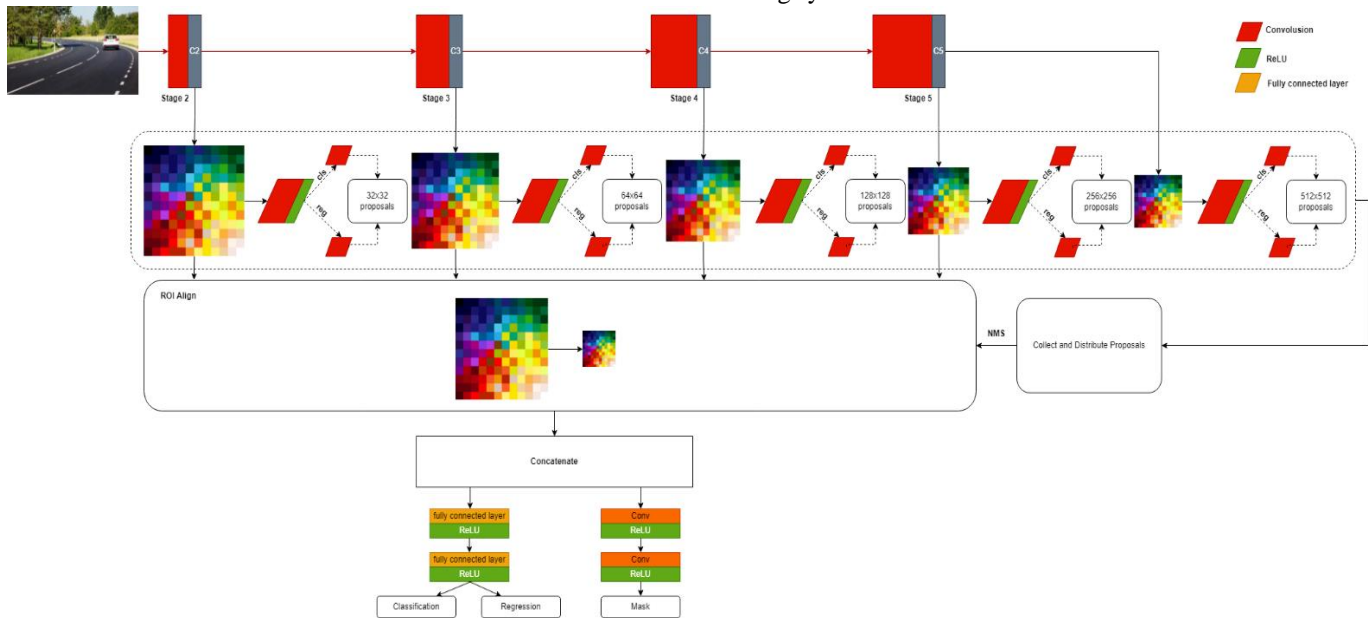 C2
C3
C4
C5
Convolusion
ReLU
Fully connected layer
Stage 2
Stage 3
Stage 4
Stage 5
cls
reg
32x32
proposals
cls
reg
64x64
proposals
cls
reg
128x128
proposals
cls
reg
256x256
proposals
cls
reg
512x512
proposals
ROI Align
NMS
Collect and Distribute Proposals
Concatenate
fully connected layer
ReLU
Conv
ReLU
fully connected layer
ReLU
Conv
ReLU
Classification
Regression
Mask